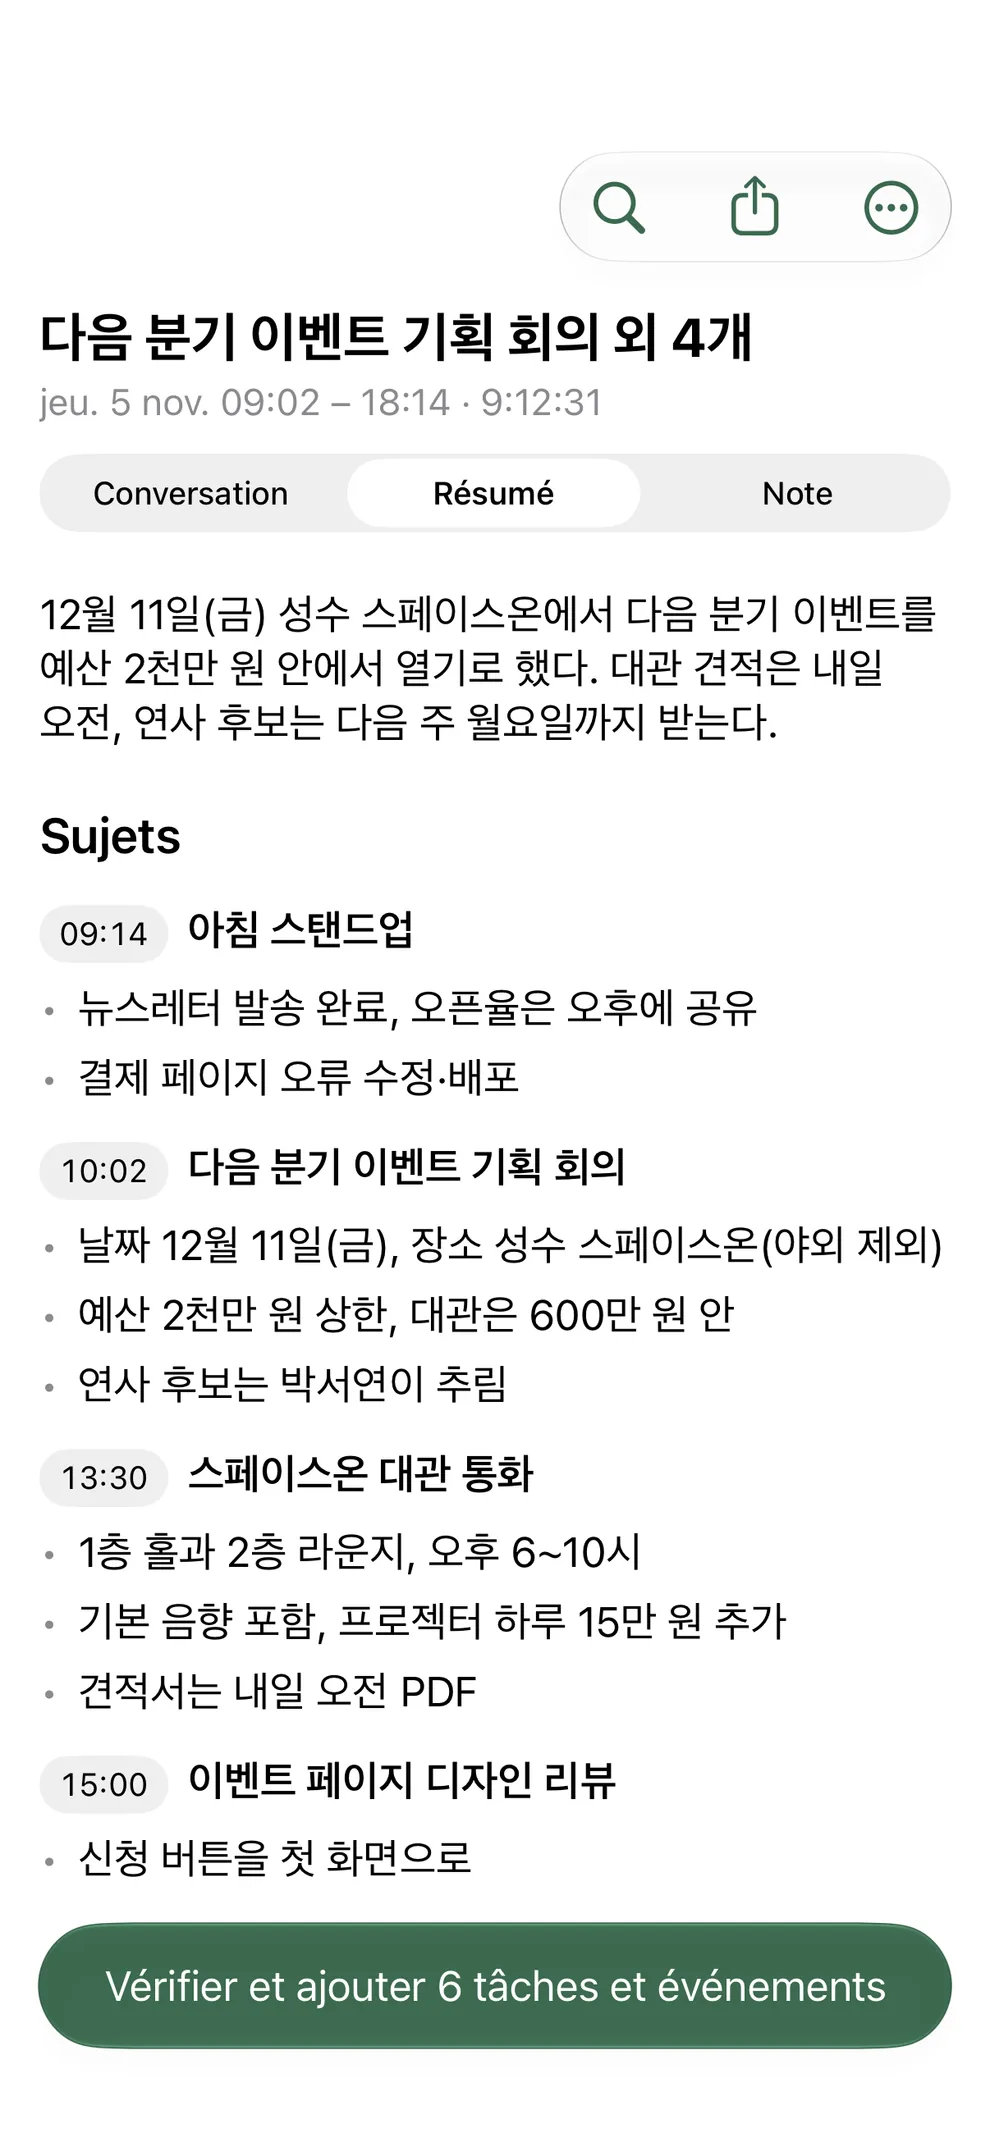 다음 분기 이벤트 기획 회의 외 4개
jeu. 5 nov. 09:02 – 18:14 · 9:12:31
Conversation
Résumé
Note
12월 11일(금) 성수 스페이스온에서 다음 분기 이벤트를
예산 2천만 원 안에서 열기로 했다. 대관 견적은 내일
오전, 연사 후보는 다음 주 월요일까지 받는다.
Sujets
09:14 아침 스탠드업
• 뉴스레터 발송 완료, 오픈율은 오후에 공유
• 결제 페이지 오류 수정·배포
10:02 다음 분기 이벤트 기획 회의
• 날짜 12월 11일(금), 장소 성수 스페이스온(야외 제외)
• 예산 2천만 원 상한, 대관은 600만 원 안
• 연사 후보는 박서연이 추림
13:30 스페이스온 대관 통화
• 1층 홀과 2층 라운지, 오후 6~10시
• 기본 음향 포함, 프로젝터 하루 15만 원 추가
• 견적서는 내일 오전 PDF
15:00 이벤트 페이지 디자인 리뷰
• 신청 버튼을 첫 화면으로
Vérifier et ajouter 6 tâches et événements